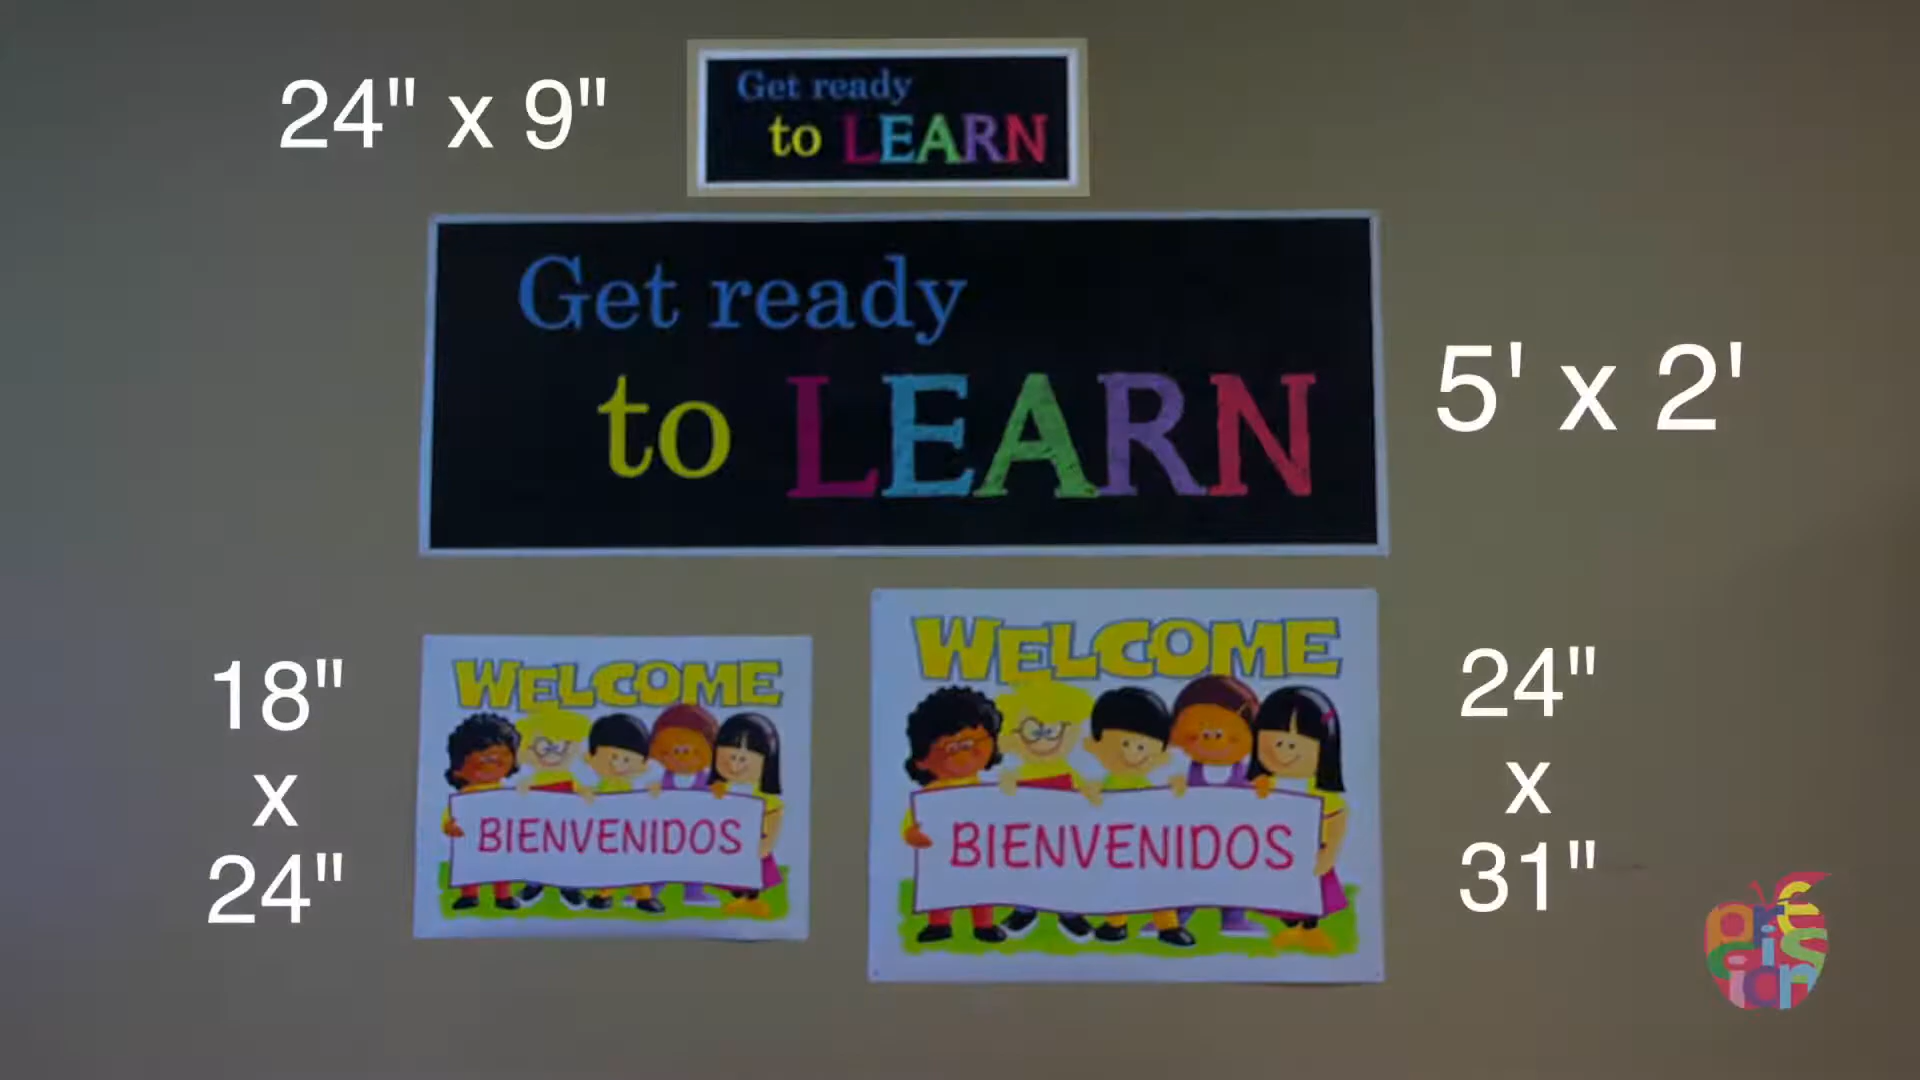 24" x 9"
Get ready
to LEARN
Get ready
to LEARN
5' x 2'
WELCOME
BIENVENIDOS
18"
x
24"
WELCOME
BIENVENIDOS
24"
x
31"
precision